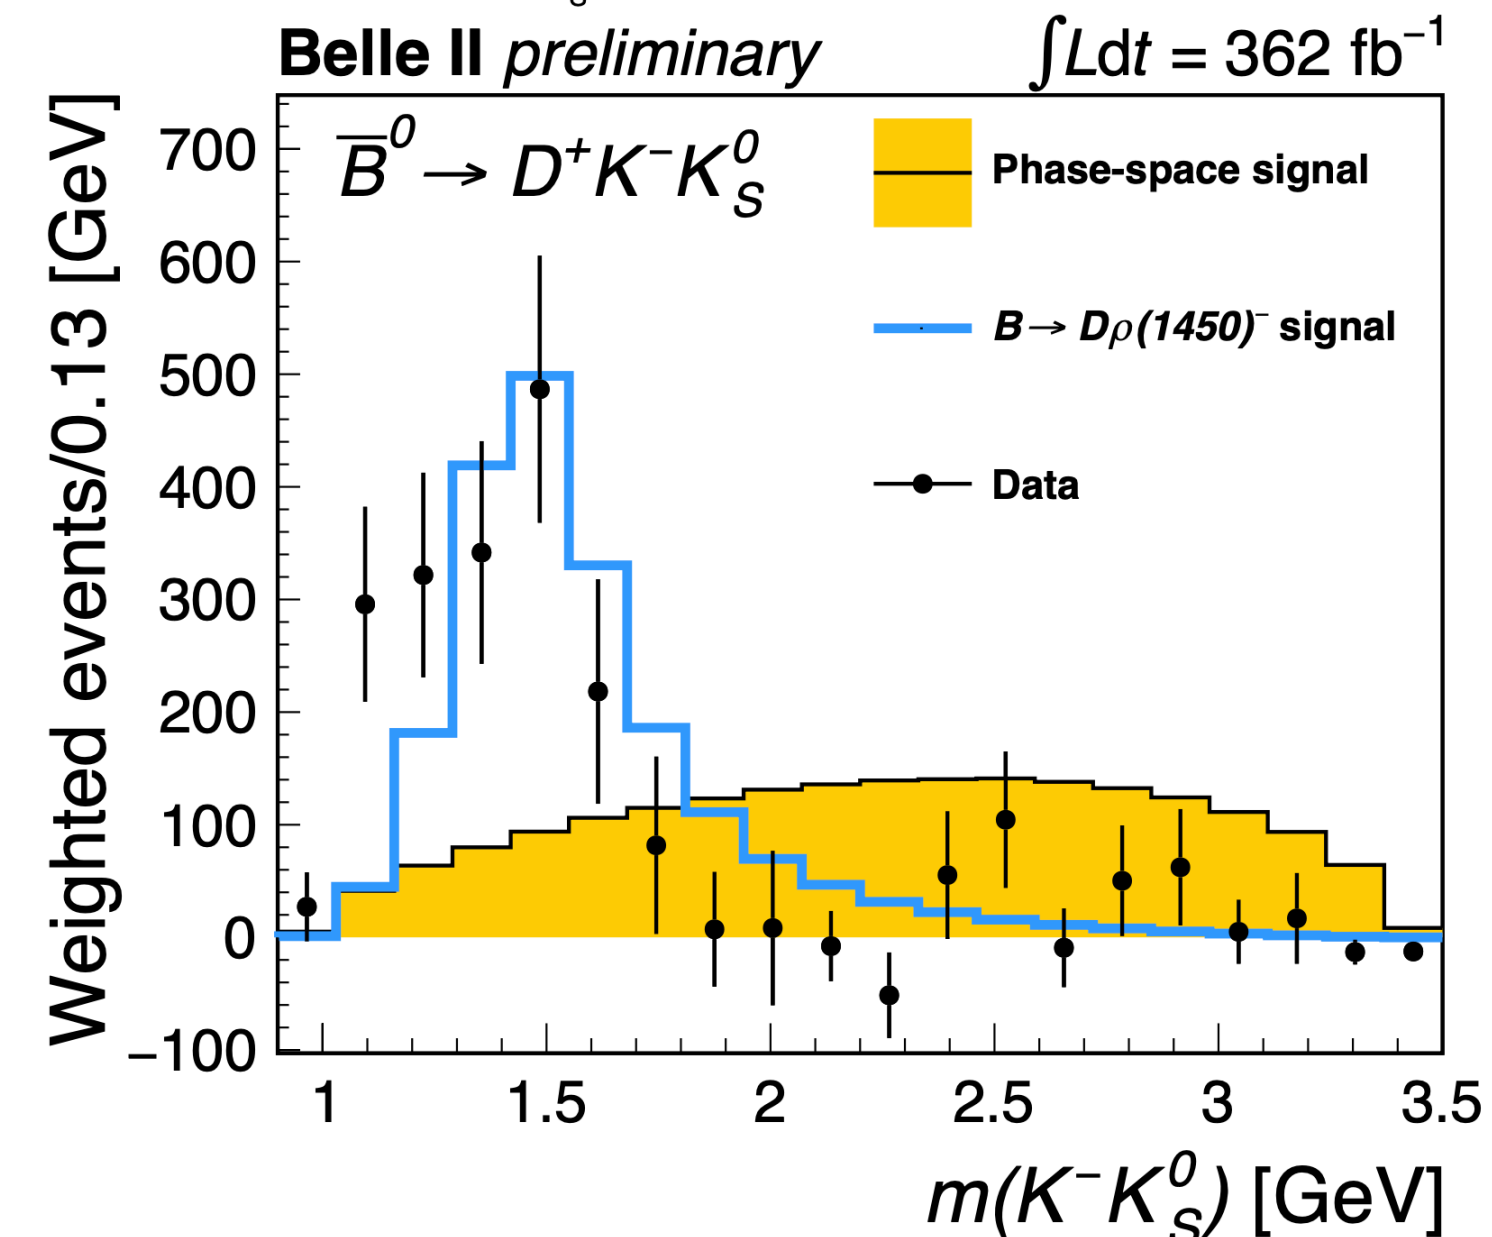 Belle II preliminary ∫Ldt = 362 fb⁻¹
B̅⁰ → D⁺K⁻K⁰_S
Phase-space signal
B→ Dρ(1450)⁻ signal
Data
Weighted events/0.13 [GeV]
700
600
500
400
300
200
100
0
−100
1 1.5 2 2.5 3 3.5
m(K⁻K⁰_S) [GeV]